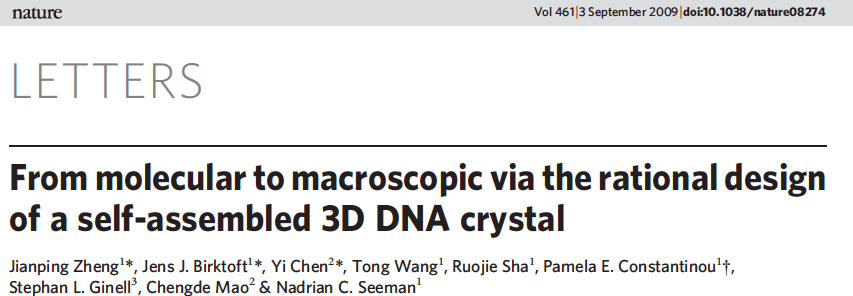 nature Vol 461|3 September 2009|doi:10.1038/nature08274
LETTERS
From molecular to macroscopic via the rational design
of a self-assembled 3D DNA crystal
Jianping Zheng¹*, Jens J. Birktoft¹*, Yi Chen²*, Tong Wang¹, Ruojie Sha¹, Pamela E. Constantinou¹†,
Stephan L. Ginell³, Chengde Mao² & Nadrian C. Seeman¹